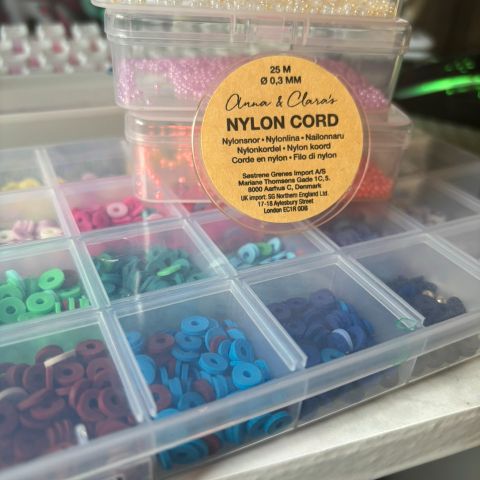 25 M
Ø 0,3 MM
Anna & Clara's
NYLON CORD
Nylonsnor • Nylonlina • Nailonnaru
Nylonkordel • Nylon koord
Corde en nylon • Filo di nylon
Søstrene Grenes Import A/S
Mariane Thomsens Gade 1C, 5.
8000 Aarhus C, Denmark
UK import: SG Northern England Ltd.
17-18 Aylesbury Street
London EC1R 0DB